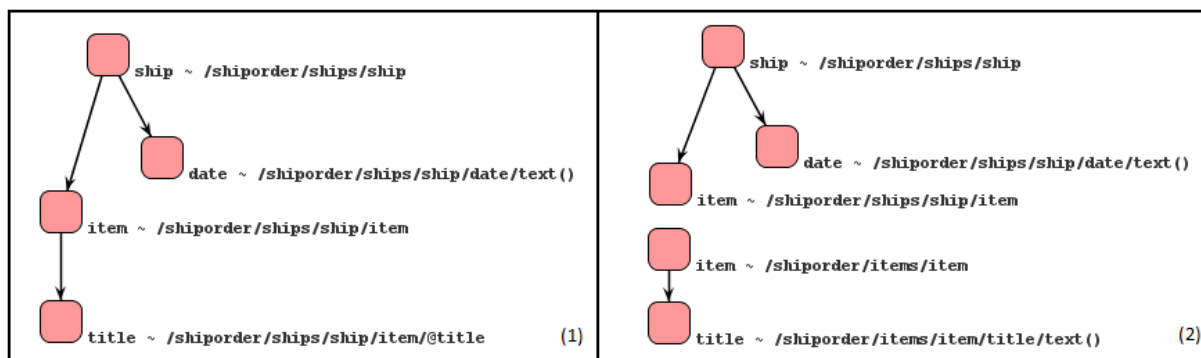 ship ~ /shiporder/ships/ship
date ~ /shiporder/ships/ship/date/text()
item ~ /shiporder/ships/ship/item
title ~ /shiporder/ships/ship/item/@title
(1)
ship ~ /shiporder/ships/ship
date ~ /shiporder/ships/ship/date/text()
item ~ /shiporder/ships/ship/item
item ~ /shiporder/items/item
title ~ /shiporder/items/item/title/text()
(2)